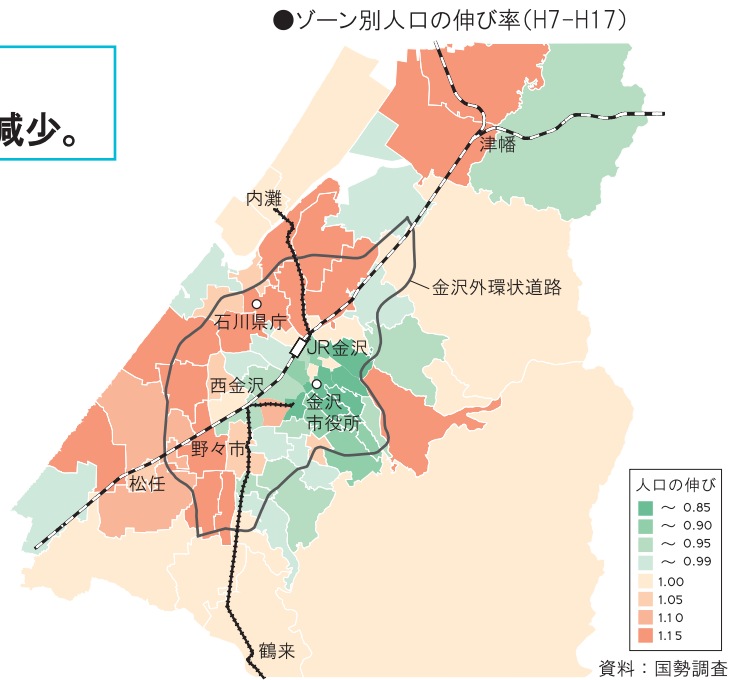 ●ゾーン別人口の伸び率(H7-H17)
減少。
津幡
内灘
金沢外環状道路
石川県庁
JR金沢
西金沢
金沢
市役所
野々市
松任
鶴来
人口の伸び
～ 0.85
～ 0.90
～ 0.95
～ 0.99
1.00
1.05
1.10
1.15
資料：国勢調査